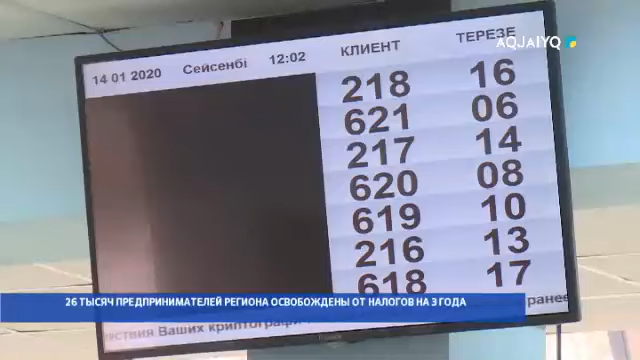 AQJAIYQ
14 01 2020 Сейсенбі 12:02 КЛИЕНТ ТЕРЕЗЕ
218 16
621 06
217 14
620 08
619 10
216 13
618 17
26 ТЫСЯЧ ПРЕДПРИНИМАТЕЛЕЙ РЕГИОНА ОСВОБОЖДЕНЫ ОТ НАЛОГОВ НА 3 ГОДА
Ваших ранее